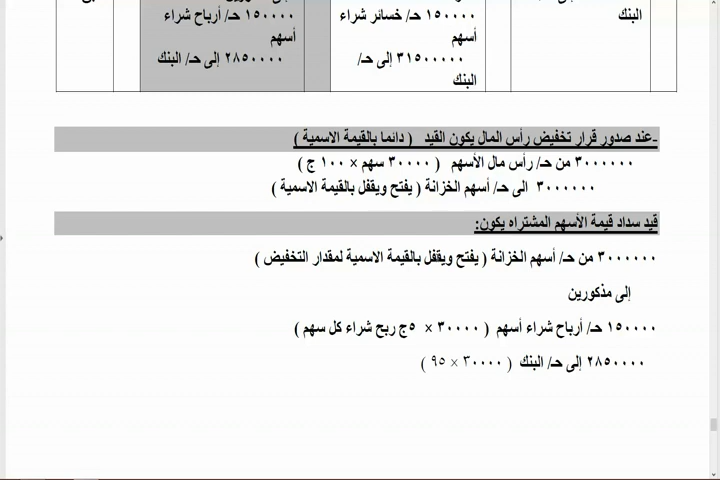 البنك
١٥٠٠٠٠ حـ/ خسائر شراء
أسهم
٣١٥٠٠٠٠٠ إلى حـ/
البنك
١٥٠٠٠٠ حـ/ أرباح شراء
أسهم
٢٨٥٠٠٠٠ إلى حـ/ البنك
-عند صدور قرار تخفيض رأس المال يكون القيد ( دائما بالقيمة الاسمية )
٣٠٠٠٠٠٠ من حـ/ رأس مال الأسهم ( ٣٠٠٠٠ سهم × ١٠٠ ج )
٣٠٠٠٠٠٠ الى حـ/ أسهم الخزانة ( يفتح ويقفل بالقيمة الاسمية )
قيد سداد قيمة الأسهم المشتراه يكون:
٣٠٠٠٠٠٠ من حـ/ أسهم الخزانة ( يفتح ويقفل بالقيمة الاسمية لمقدار التخفيض )
إلى مذكورين
١٥٠٠٠٠ حـ/ أرباح شراء أسهم ( ٣٠٠٠٠ × ٥ج ربح شراء كل سهم )
٢٨٥٠٠٠٠ إلى حـ/ البنك ( ٣٠٠٠٠ × ٩٥ )